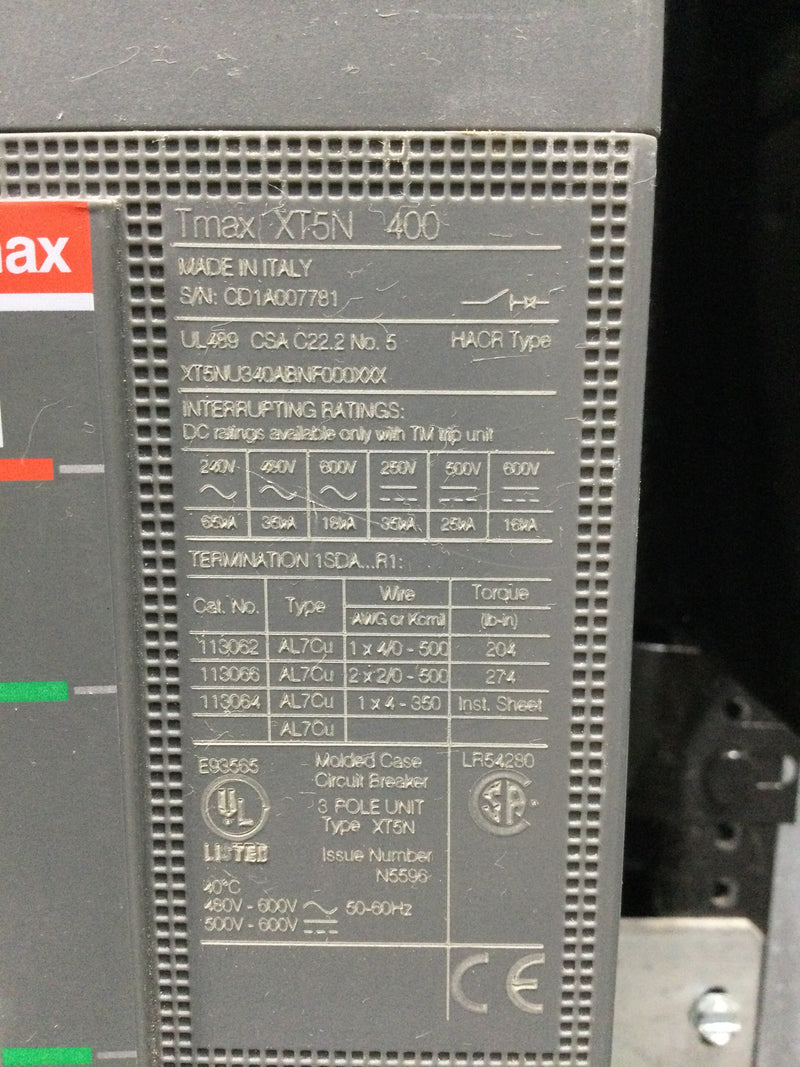 max
Tmax XT5N 400
MADE IN ITALY
S/N: CD1A007781
UL489 CSA C22.2 No. 5 HACR Type
XT5NU340ABNF000XXX
INTERRUPTING RATINGS:
DC ratings available only with TM trip unit
240V 480V 600V 250V 500V 600V
65kA 35kA 18kA 35kA 25kA 16kA
TERMINATION 1SDA...R1:
Cat. No. Type Wire Torque
AWG or Kcmil (lb-in)
113062 AL7Cu 1 x 4/0 - 500 204
113066 AL7Cu 2 x 2/0 - 500 274
113064 AL7Cu 1 x 4 - 350 Inst. Sheet
AL7Cu
E93565 Molded Case LR54280
Circuit Breaker
UL SA
3 POLE UNIT
Type XT5N
LISTED Issue Number
N5596
40°C
480V - 600V 50-60Hz
500V - 600V
CE